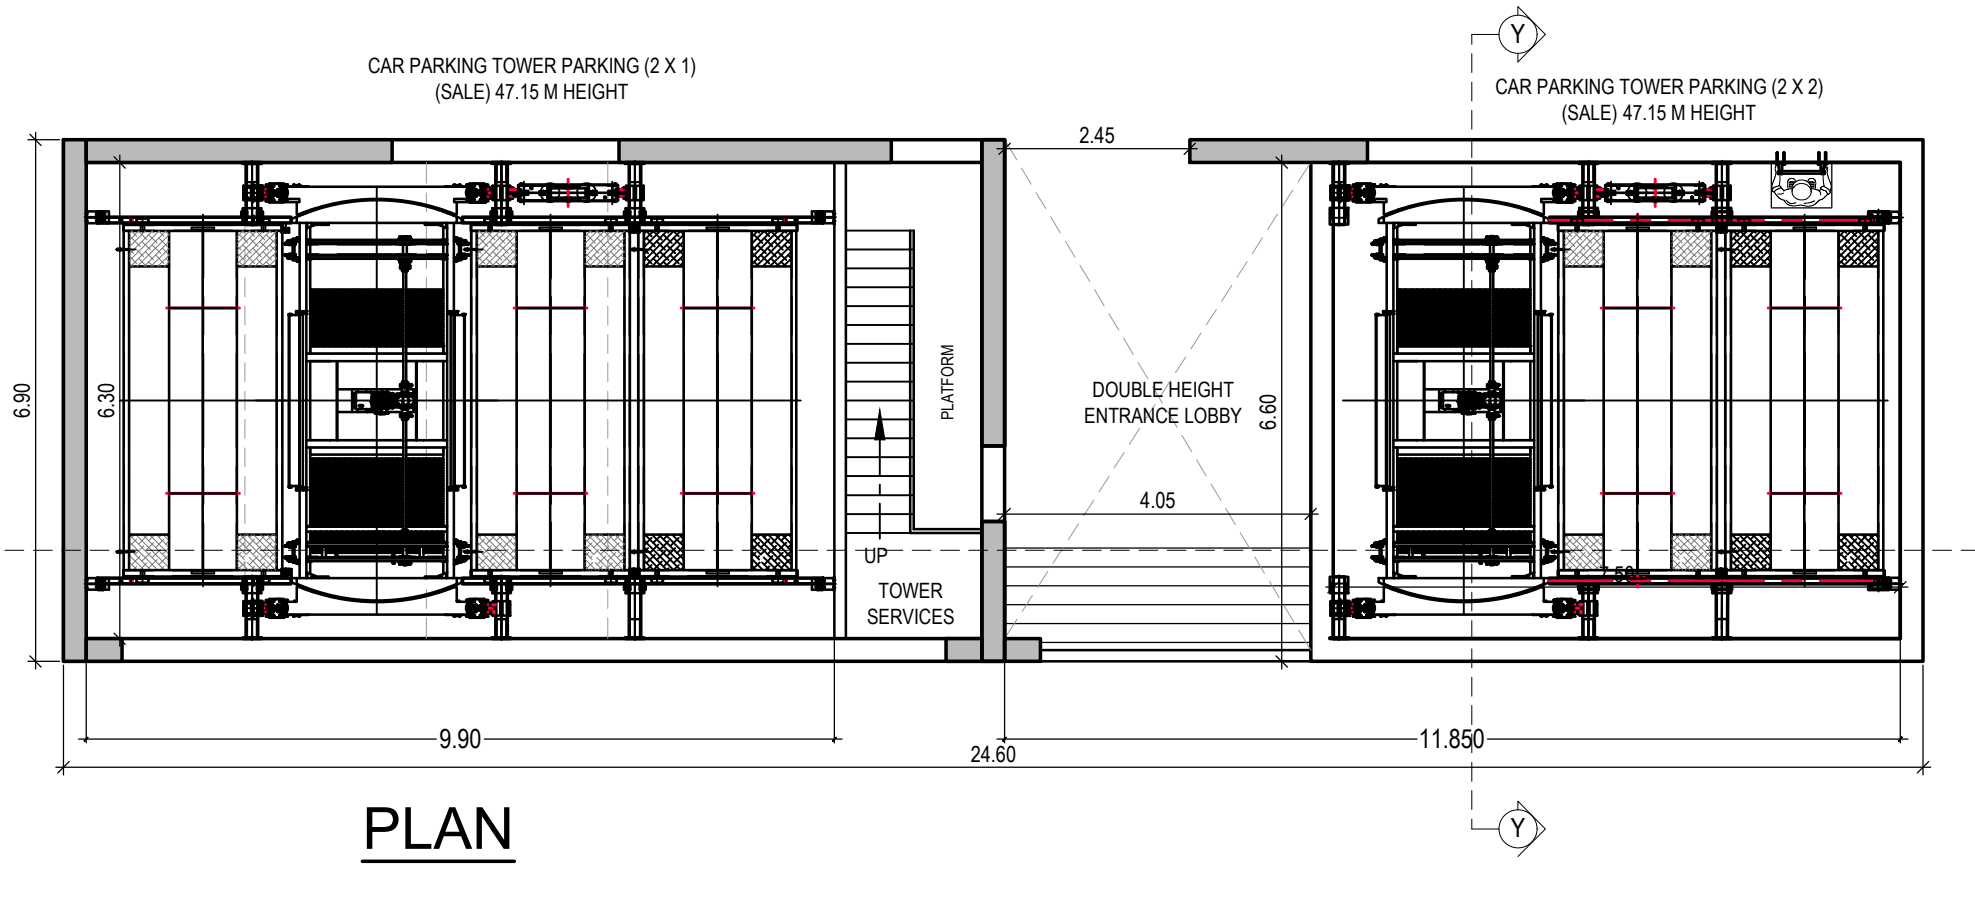 Y
CAR PARKING TOWER PARKING (2 X 1)
(SALE) 47.15 M HEIGHT
CAR PARKING TOWER PARKING (2 X 2)
(SALE) 47.15 M HEIGHT
2.45
6.90
6.30
PLATFORM
DOUBLE HEIGHT
ENTRANCE LOBBY
6.60
4.05
UP
TOWER
SERVICES
9.90
11.850
24.60
PLAN
Y